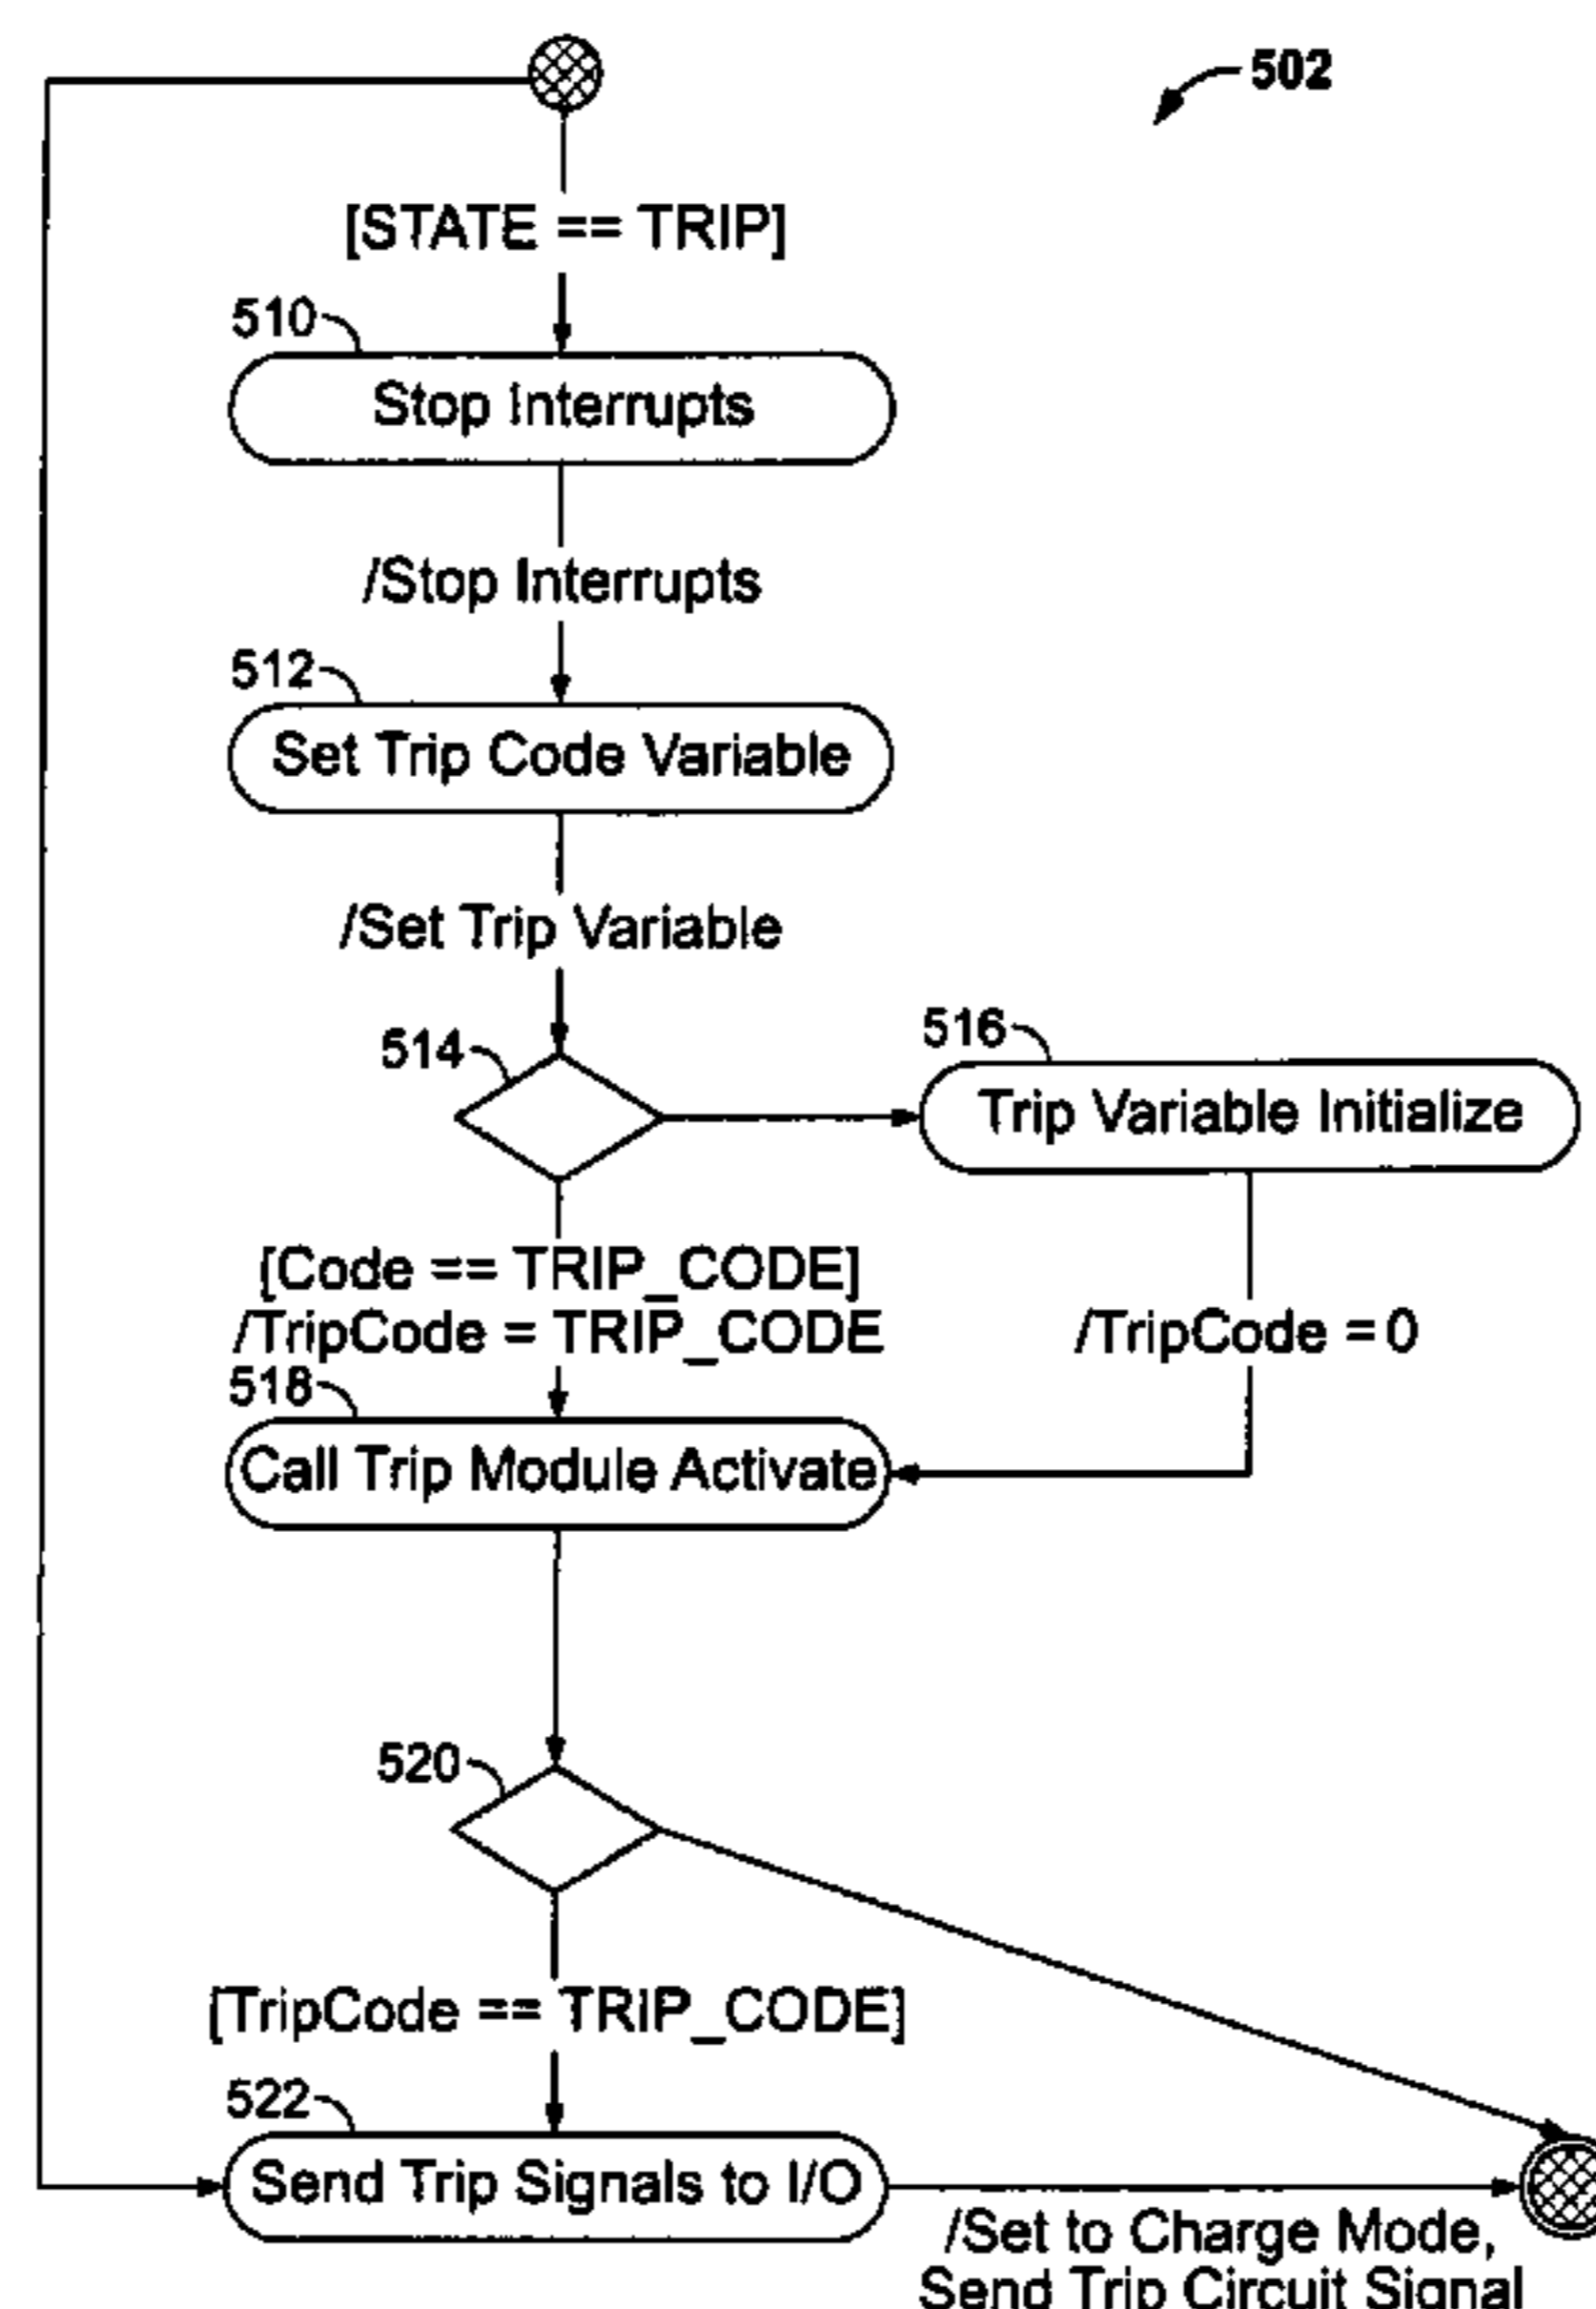 502
[STATE == TRIP]
510
Stop Interrupts
/Stop Interrupts
512
Set Trip Code Variable
/Set Trip Variable
514
516
Trip Variable Initialize
[Code == TRIP_CODE]
/TripCode = TRIP_CODE
/TripCode = 0
518
Call Trip Module Activate
520
[TripCode == TRIP_CODE]
522
Send Trip Signals to I/O
/Set to Charge Mode,
Send Trip Circuit Signal